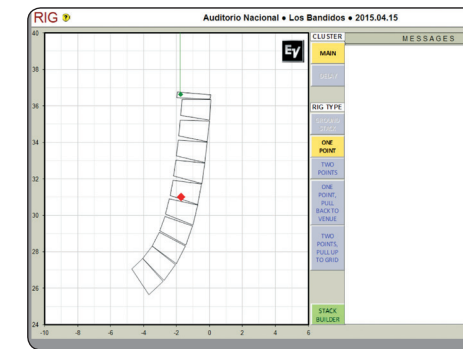 RIG ?
Auditorio Nacional • Los Bandidos • 2015.04.15
CLUSTER
MESSAGES
EV
MAIN
DELAY
RIG TYPE
ONE
POINT
TWO
POINTS
ONE
POINT,
PULL
BACK TO
VENUE
TWO
POINTS,
PULL UP
TO GRID
STACK
BUILDER
40
38
36
34
32
30
28
26
24
-10
-8
-6
-4
-2
0
2
4
6